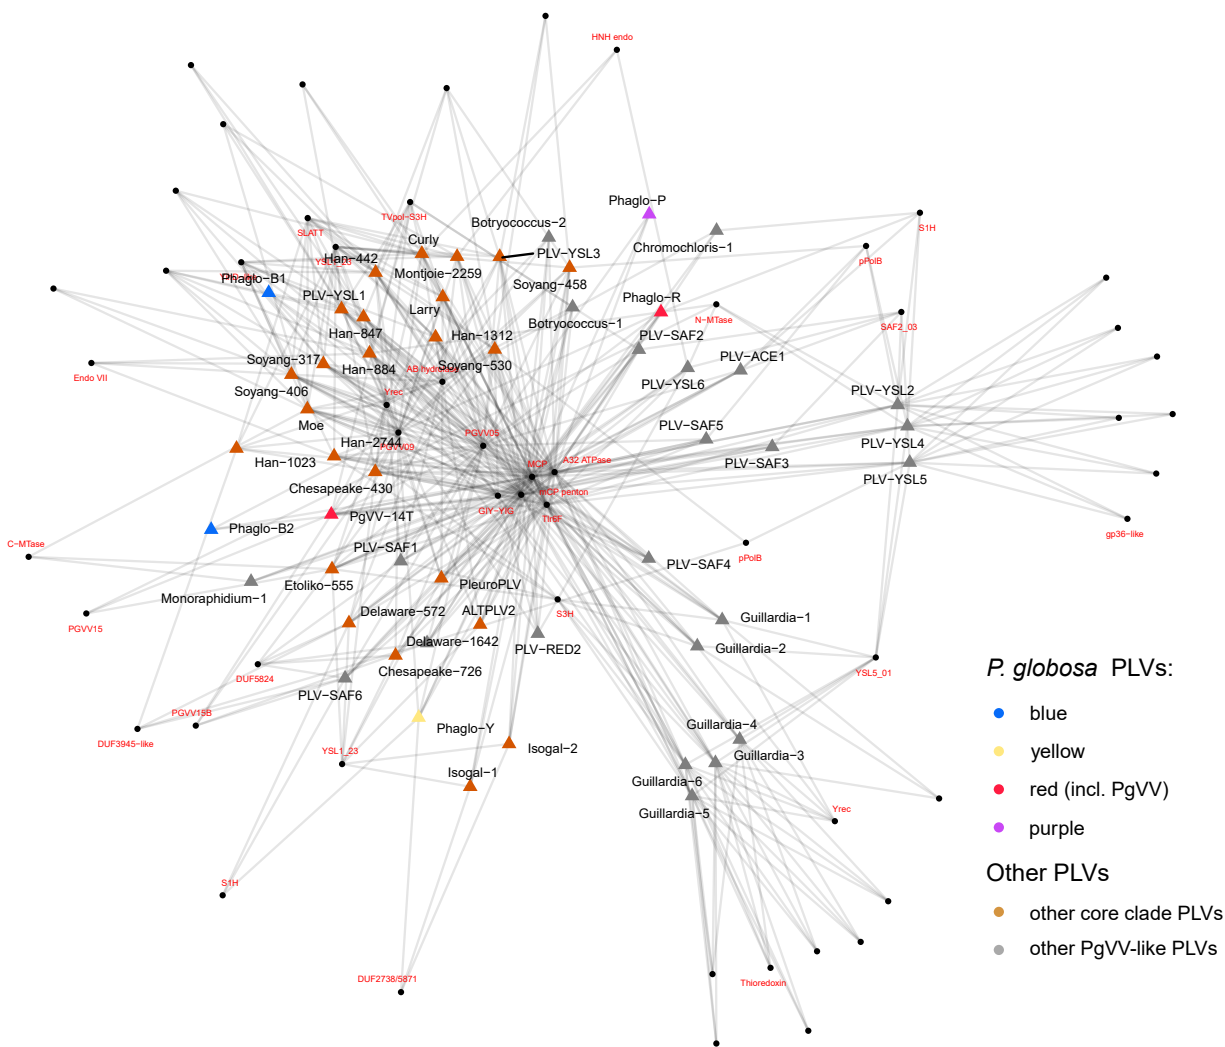 HNH endo
Phaglo−P
TVpol−S3H
Botryococcus−2
S1H
SLATT
Curly
Chromochloris−1
pPolB
Han−442
PLV−YSL3
Phaglo−B1
Montjoie−2259
Soyang−458
PLV−YSL1
Phaglo−R
Larry
N−MTase
Botryococcus−1
SAF2_03
Han−847
Han−1312
PLV−SAF2
Soyang−317
PLV−ACE1
Endo VII
Han−884
Soyang−530
PLV−YSL6
Soyang−406
Yrec
PLV−YSL2
Moe
PGVV05
PLV−SAF5
Han−2744
PGVV09
PLV−YSL4
Han−1023
MCP
A32 ATPase
PLV−SAF3
PLV−YSL5
Chesapeake−430
mCP penton
GIY−YIG
PgVV−14T
Tlr6F
Phaglo−B2
gp36−like
C−MTase
PLV−SAF1
pPolB
PLV−SAF4
Etoliko−555
PleuroPLV
Monoraphidium−1
Delaware−572
ALTPLV2
S3H
Guillardia−1
PGVV15
Delaware−1642
PLV−RED2
Guillardia−2
Chesapeake−726
YSL5_01
DUF5824
PLV−SAF6
PGVV15B
Phaglo−Y
Guillardia−4
DUF3945−like
YSL1_23
Isogal−2
Guillardia−3
Isogal−1
Guillardia−6
Guillardia−5
Yrec
S1H
DUF2738/5871
Thioredoxin
P. globosa PLVs:
blue
yellow
red (incl. PgVV)
purple
Other PLVs
other core clade PLVs
other PgVV-like PLVs